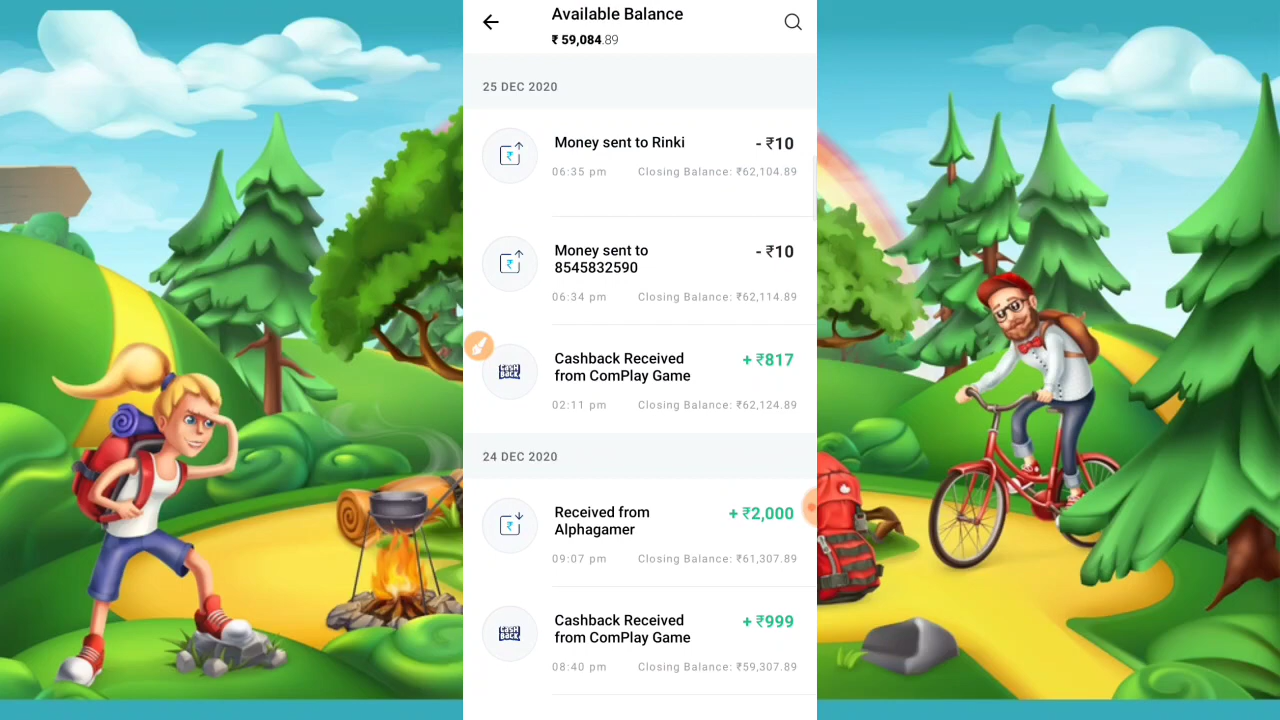 Available Balance
₹ 59,084.89
25 DEC 2020
Money sent to Rinki
- ₹10
06:35 pm
Closing Balance: ₹62,104.89
Money sent to
8545832590
- ₹10
06:34 pm
Closing Balance: ₹62,114.89
Cashback Received
from ComPlay Game
+ ₹817
CASH
BACK
02:11 pm
Closing Balance: ₹62,124.89
24 DEC 2020
Received from
Alphagamer
+ ₹2,000
09:07 pm
Closing Balance: ₹61,307.89
Cashback Received
from ComPlay Game
+ ₹999
CASH
BACK
08:40 pm
Closing Balance: ₹59,307.89